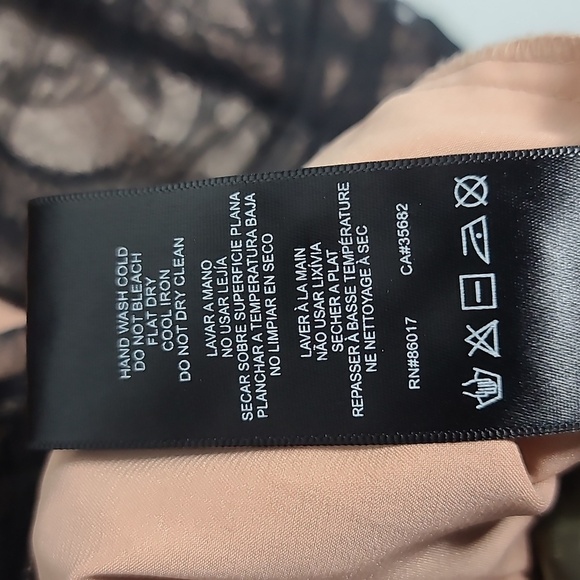 HAND WASH COLD
DO NOT BLEACH
FLAT DRY
COOL IRON
DO NOT DRY CLEAN
LAVAR A MANO
NO USAR LEJÍA
SECAR SOBRE SUPERFICIE PLANA
PLANCHAR A TEMPERATURA BAJA
NO LIMPIAR EN SECO
LAVER À LA MAIN
NÃO USAR LIXÍVIA
SECHER A PLAT
REPASSER À BASSE TEMPÉRATURE
NE NETTOYAGE À SEC
RN#86017 CA#35682